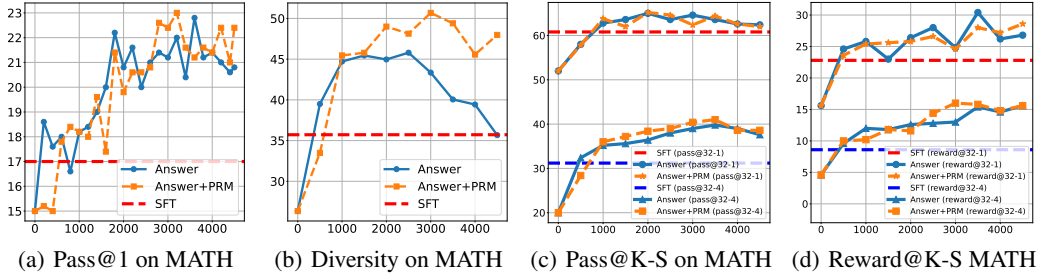 23
22
21
20
19
18
17
16
15
0 1000 2000 3000 4000
Answer
Answer+PRM
SFT
(a) Pass@1 on MATH
50
45
40
35
30
0 1000 2000 3000 4000
Answer
Answer+PRM
SFT
(b) Diversity on MATH
70
60
50
40
30
20
0 1000 2000 3000 4000
SFT (pass@32-1)
Answer (pass@32-1)
Answer+PRM (pass@32-1)
SFT (pass@32-4)
Answer (pass@32-4)
Answer+PRM (pass@32-4)
(c) Pass@K-S on MATH
30
25
20
15
10
5
0
0 1000 2000 3000 4000
SFT (reward@32-1)
Answer (reward@32-1)
Answer+PRM (reward@32-1)
SFT (reward@32-4)
Answer (reward@32-4)
Answer+PRM (reward@32-4)
(d) Reward@K-S MATH